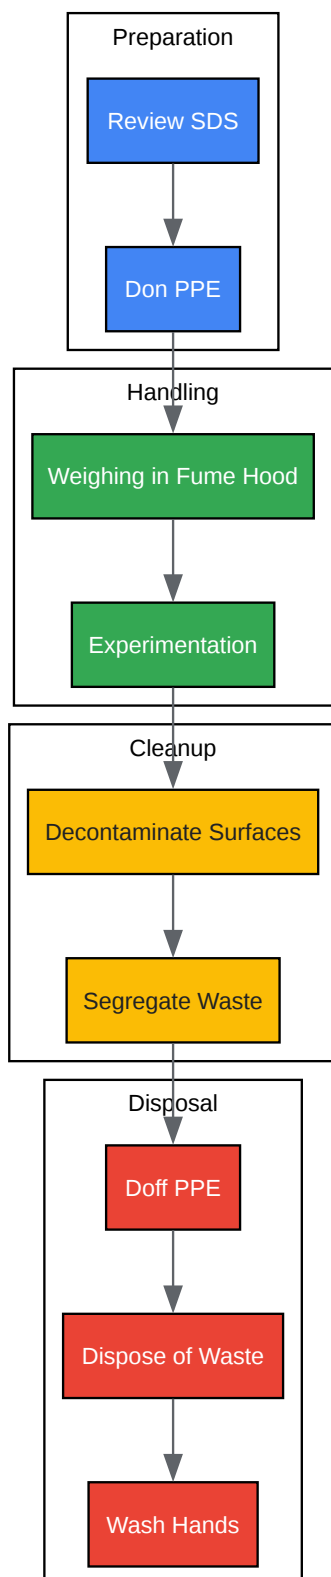 Preparation
Review SDS
Don PPE
Handling
Weighing in Fume Hood
Experimentation
Cleanup
Decontaminate Surfaces
Segregate Waste
Disposal
Doff PPE
Dispose of Waste
Wash Hands